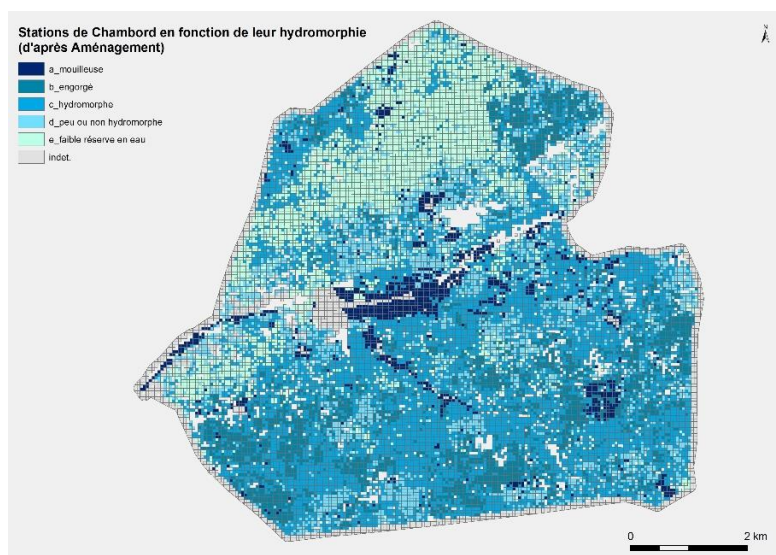 Stations de Chambord en fonction de leur hydromorphie
(d'après Aménagement)
a_mouilleuse
b_engorgé
c_hydromorphe
d_peu ou non hydromorphe
e_faible réserve en eau
indet.
N
0 2 km